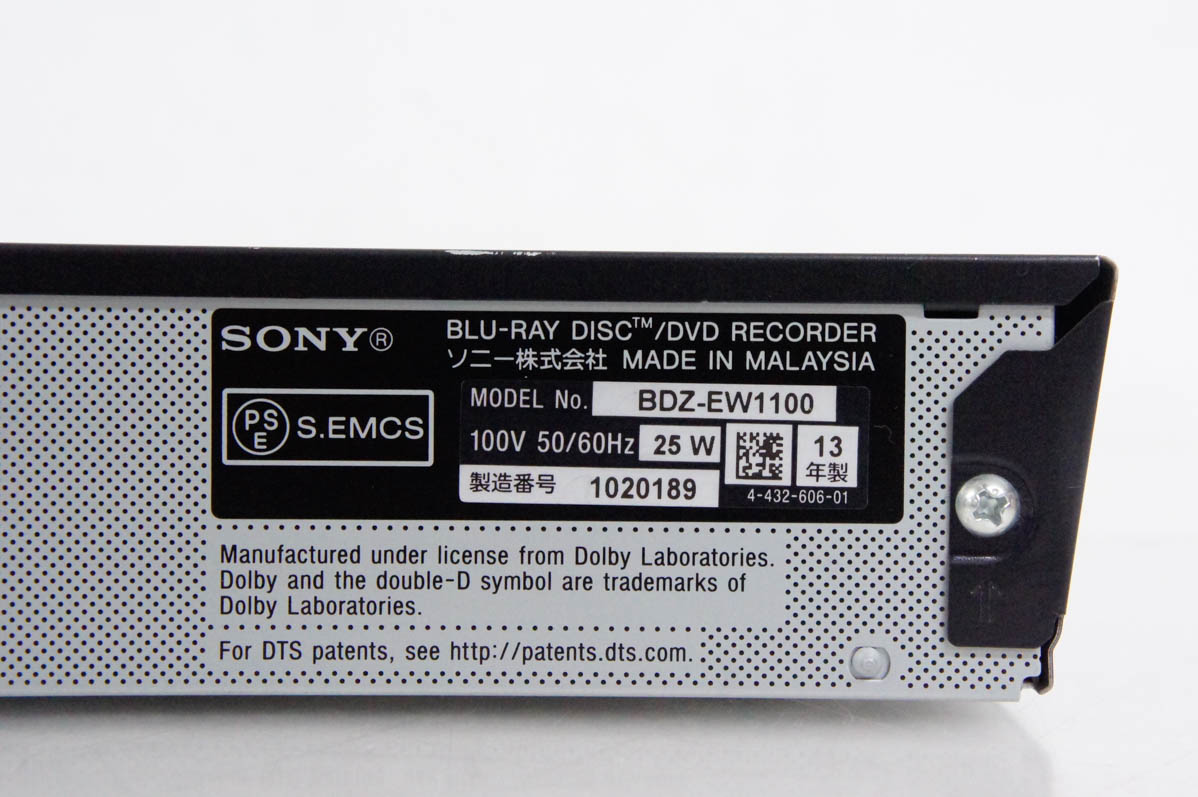 SONY®
BLU-RAY DISC™/DVD RECORDER
ソニー株式会社 MADE IN MALAYSIA
PSE S.EMCS
MODEL No. BDZ-EW1100
100V 50/60Hz 25 W
13年製
製造番号 1020189
4-432-606-01
Manufactured under license from Dolby Laboratories.
Dolby and the double-D symbol are trademarks of
Dolby Laboratories.
For DTS patents, see http://patents.dts.com.